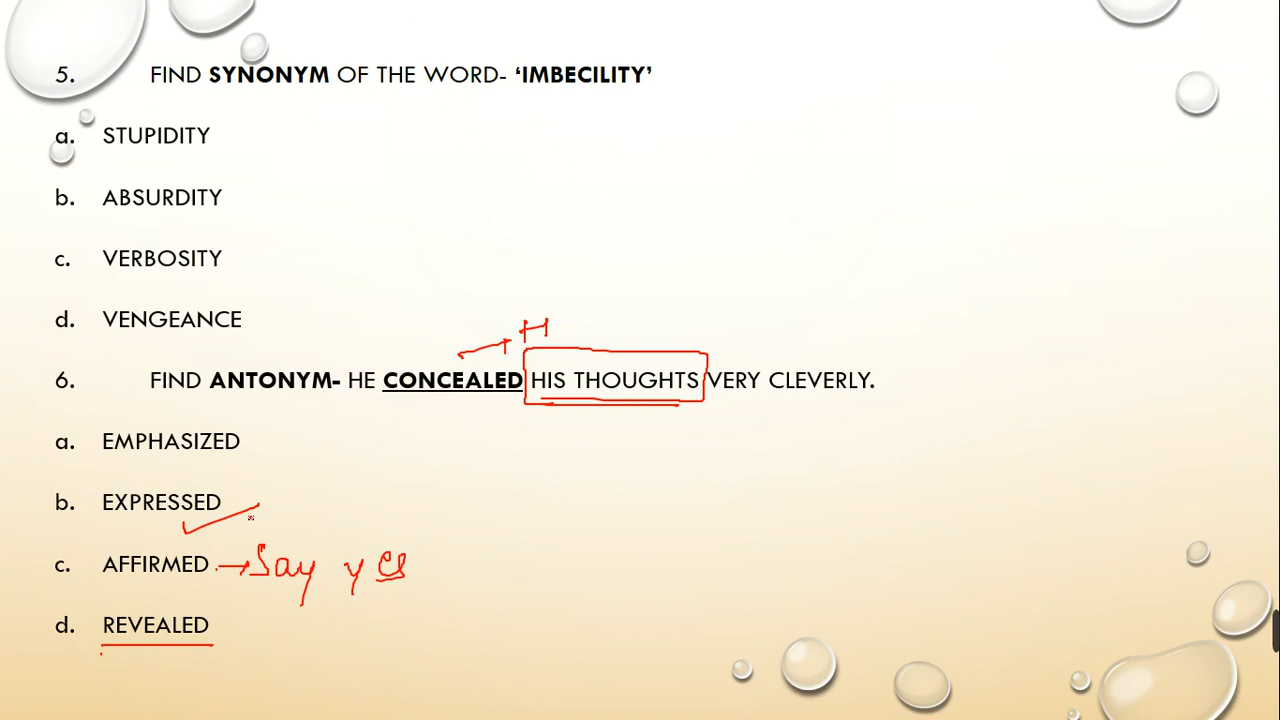 5. FIND SYNONYM OF THE WORD- ‘IMBECILITY’
a. STUPIDITY
b. ABSURDITY
c. VERBOSITY
d. VENGEANCE
H
6. FIND ANTONYM- HE CONCEALED HIS THOUGHTS VERY CLEVERLY.
a. EMPHASIZED
b. EXPRESSED
c. AFFIRMED → Say yes
d. REVEALED